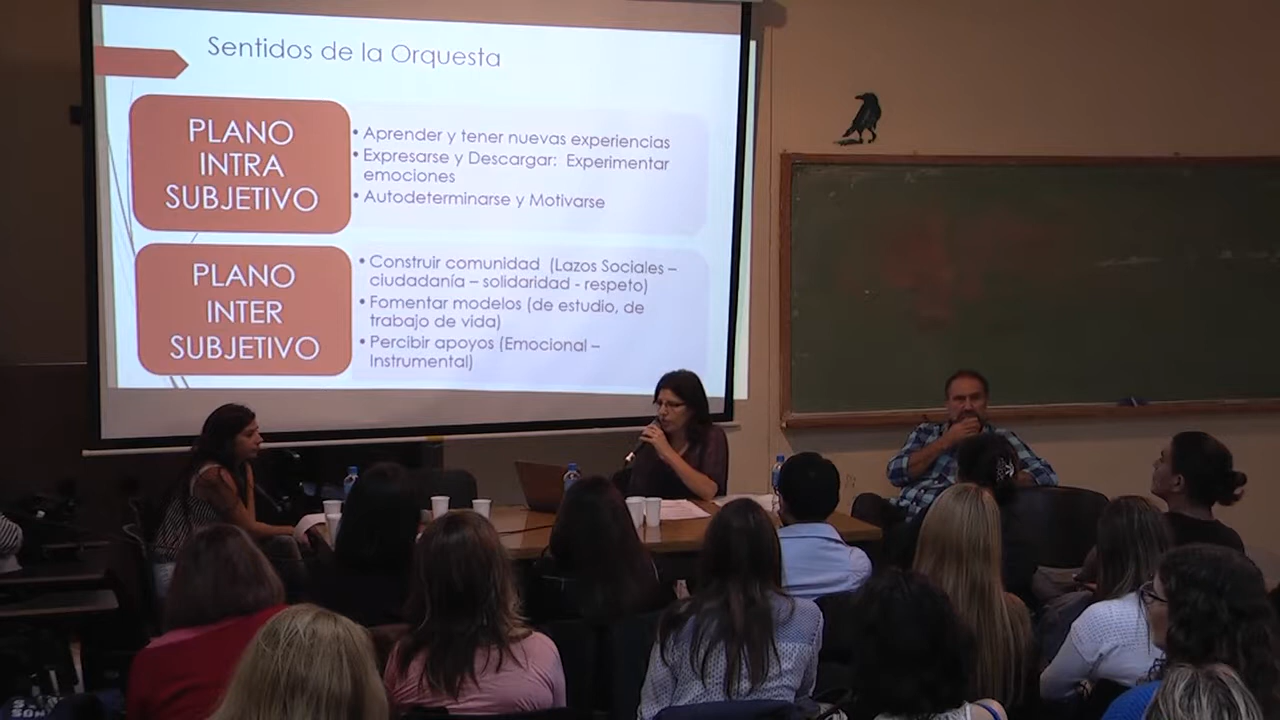 Sentidos de la Orquesta
PLANO
INTRA
SUBJETIVO
• Aprender y tener nuevas experiencias
• Expresarse y Descargar: Experimentar
emociones
• Autodeterminarse y Motivarse
PLANO
INTER
SUBJETIVO
• Construir comunidad (Lazos Sociales –
ciudadanía – solidaridad - respeto)
• Fomentar modelos (de estudio, de
trabajo de vida)
• Percibir apoyos (Emocional –
Instrumental)